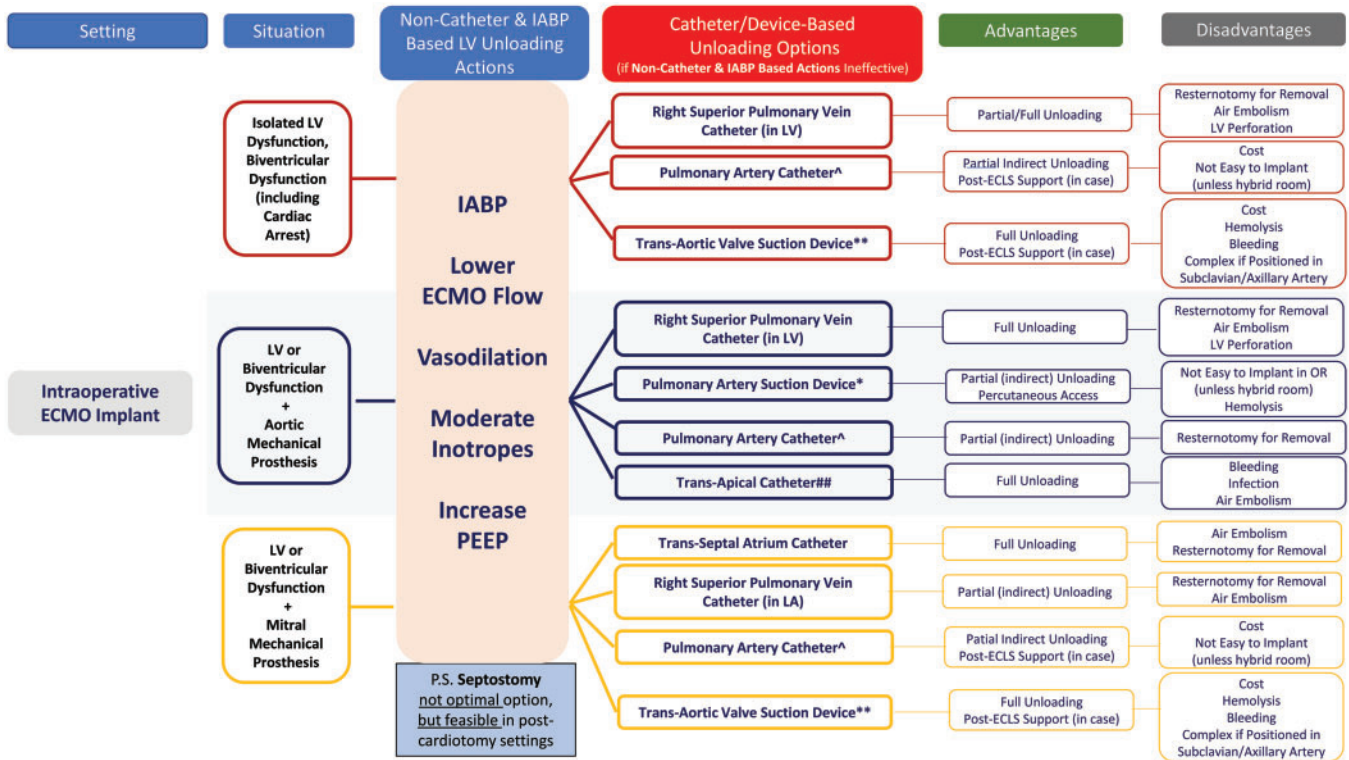 Setting
Situation
Non-Catheter & IABP
Based LV Unloading
Actions
Catheter/Device-Based
Unloading Options
(if Non-Catheter & IABP Based Actions Ineffective)
Advantages
Disadvantages
Intraoperative
ECMO Implant
Isolated LV
Dysfunction,
Biventricular
Dysfunction
(including
Cardiac
Arrest)
LV or
Biventricular
Dysfunction
+
Aortic
Mechanical
Prosthesis
LV or
Biventricular
Dysfunction
+
Mitral
Mechanical
Prosthesis
IABP
Lower
ECMO Flow
Vasodilation
Moderate
Inotropes
Increase
PEEP
P.S. Septostomy
not optimal option,
but feasible in post-
cardiotomy settings
Right Superior Pulmonary Vein
Catheter (in LV)
Partial/Full Unloading
Resternotomy for Removal
Air Embolism
LV Perforation
Pulmonary Artery Catheter^
Partial Indirect Unloading
Post-ECLS Support (in case)
Cost
Not Easy to Implant
(unless hybrid room)
Trans-Aortic Valve Suction Device**
Full Unloading
Post-ECLS Support (in case)
Cost
Hemolysis
Bleeding
Complex if Positioned in
Subclavian/Axillary Artery
Right Superior Pulmonary Vein
Catheter (in LV)
Full Unloading
Resternotomy for Removal
Air Embolism
LV Perforation
Pulmonary Artery Suction Device*
Partial (indirect) Unloading
Percutaneous Access
Not Easy to Implant in OR
(unless hybrid room)
Hemolysis
Pulmonary Artery Catheter^
Partial (indirect) Unloading
Resternotomy for Removal
Trans-Apical Catheter##
Full Unloading
Bleeding
Infection
Air Embolism
Trans-Septal Atrium Catheter
Full Unloading
Air Embolism
Resternotomy for Removal
Right Superior Pulmonary Vein
Catheter (in LA)
Partial (indirect) Unloading
Resternotomy for Removal
Air Embolism
Pulmonary Artery Catheter^
Patial Indirect Unloading
Post-ECLS Support (in case)
Cost
Not Easy to Implant
(unless hybrid room)
Trans-Aortic Valve Suction Device**
Full Unloading
Post-ECLS Support (in case)
Cost
Hemolysis
Bleeding
Complex if Positioned in
Subclavian/Axillary Artery